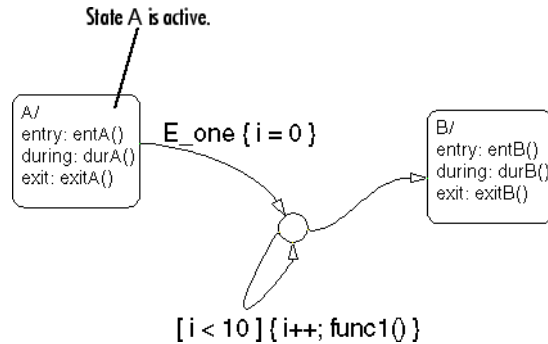 State A is active.
A/
entry: entA()
during: durA()
exit: exitA()
E_one { i = 0 }
B/
entry: entB()
during: durB()
exit: exitB()
[ i < 10 ] { i++; func1() }